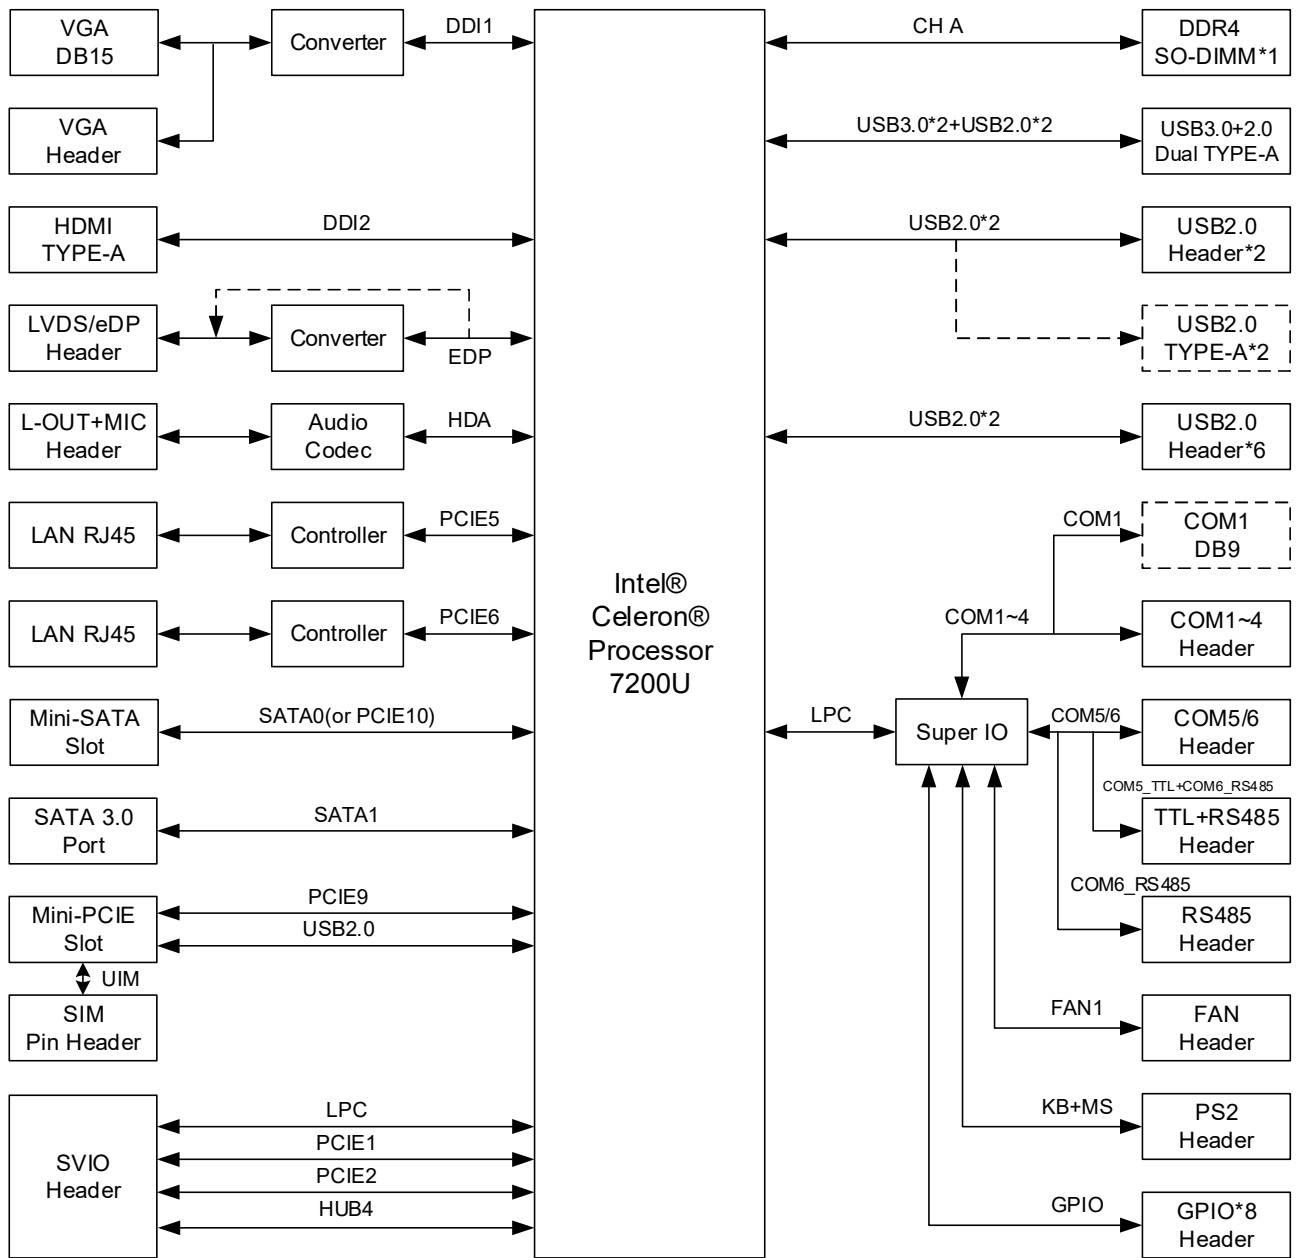 VGA
DB15
Converter
DDI1
VGA
Header
HDMI
TYPE-A
DDI2
LVDS/eDP
Header
Converter
EDP
L-OUT+MIC
Header
Audio
Codec
HDA
LAN RJ45
Controller
PCIE5
LAN RJ45
Controller
PCIE6
Mini-SATA
Slot
SATA0(or PCIE10)
SATA 3.0
Port
SATA1
Mini-PCIE
Slot
PCIE9
USB2.0
UIM
SIM
Pin Header
SVIO
Header
LPC
PCIE1
PCIE2
HUB4
Intel®
Celeron®
Processor
7200U
CH A
DDR4
SO-DIMM*1
USB3.0*2+USB2.0*2
USB3.0+2.0
Dual TYPE-A
USB2.0*2
USB2.0
Header*2
USB2.0
TYPE-A*2
USB2.0*2
USB2.0
Header*6
COM1
COM1
DB9
COM1~4
COM1~4
Header
LPC
Super IO
COM5/6
COM5/6
Header
COM5_TTL+COM6_RS485
TTL+RS485
Header
COM6_RS485
RS485
Header
FAN1
FAN
Header
KB+MS
PS2
Header
GPIO
GPIO*8
Header